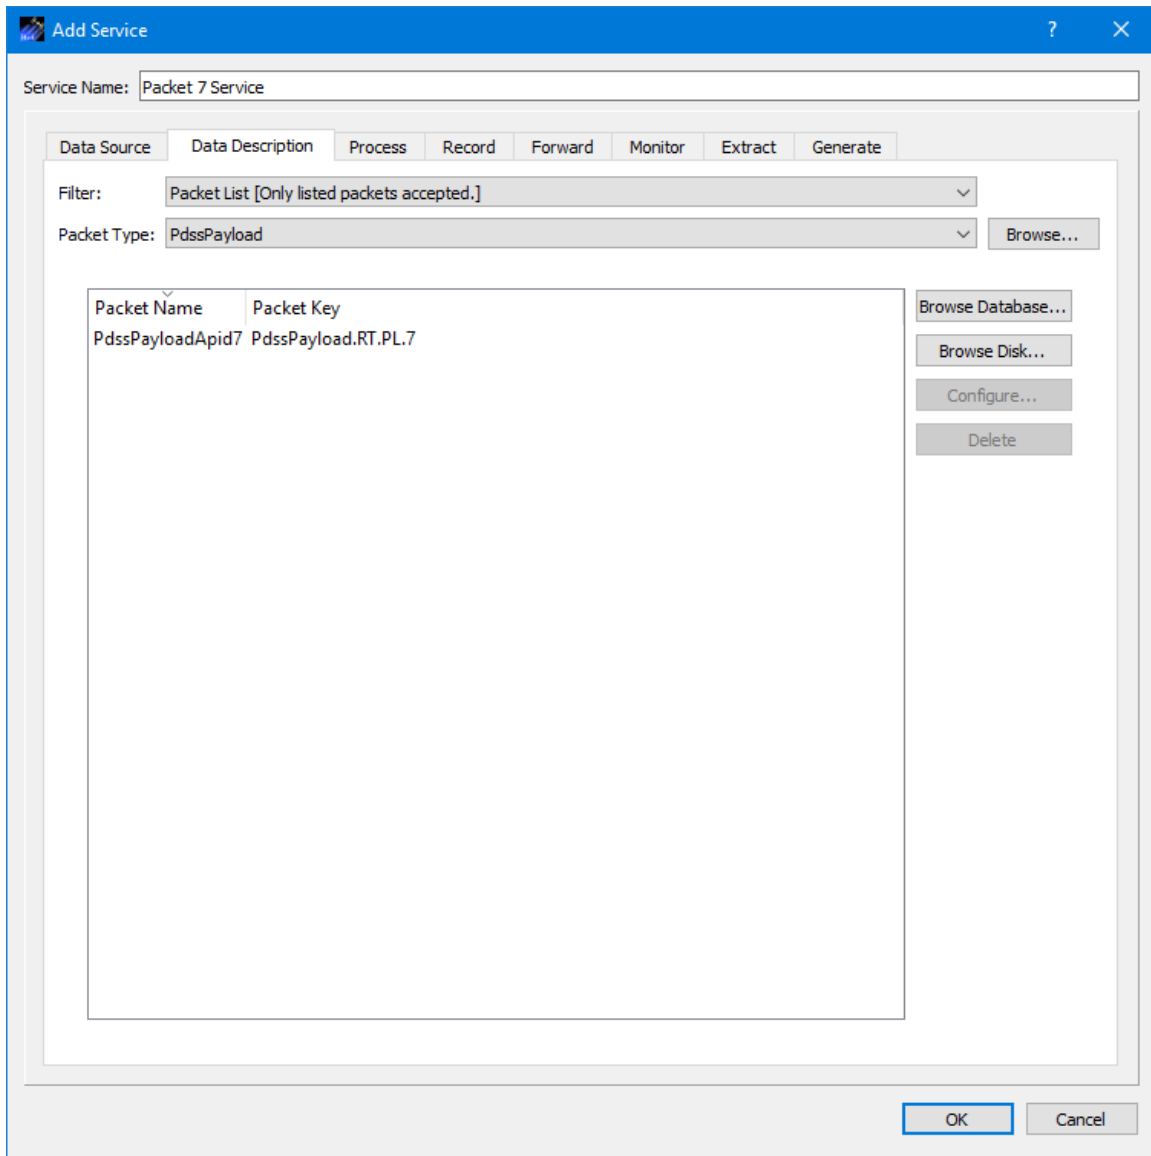 Add Service
Service Name: Packet 7 Service
Data Source Data Description Process Record Forward Monitor Extract Generate
Filter: Packet List [Only listed packets accepted.]
Packet Type: PdssPayload Browse...
Packet Name Packet Key Browse Database...
PdssPayloadApid7 PdssPayload.RT.PL.7
Browse Disk...
Configure...
Delete
OK Cancel